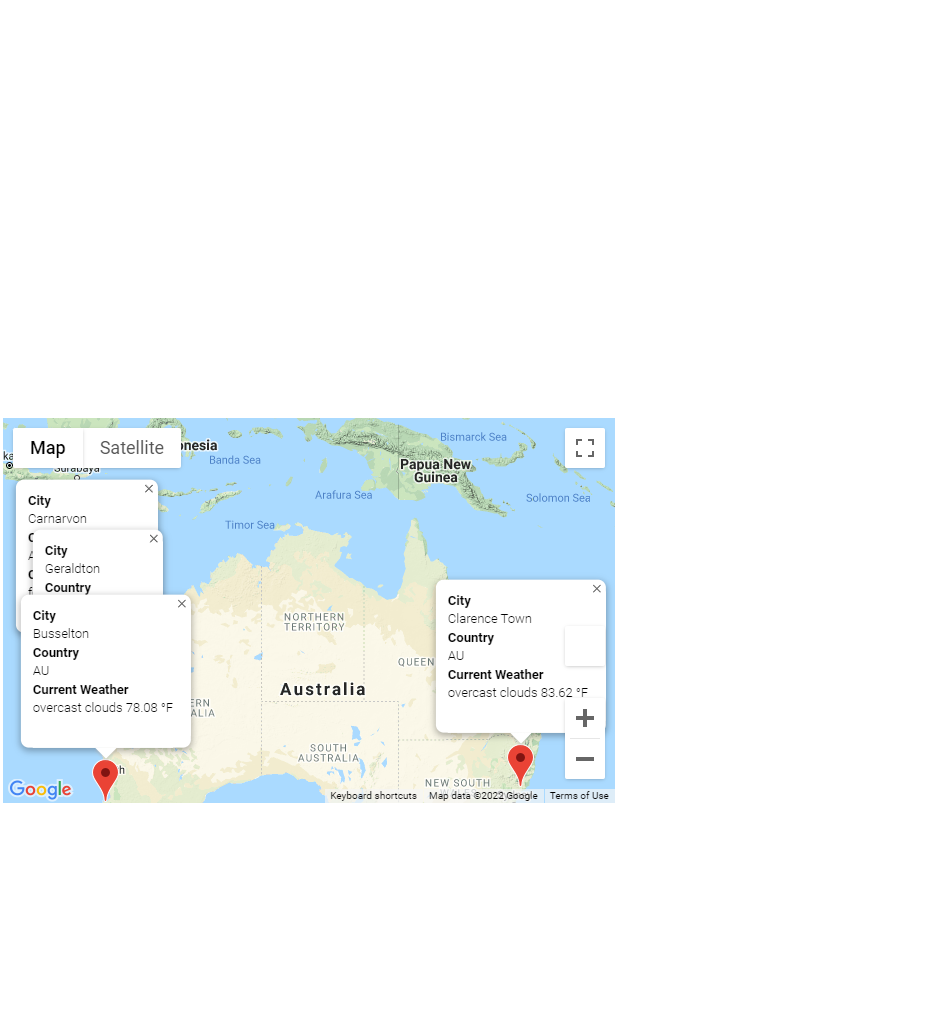 Map
Satellite
onesia
Surabaya
Banda Sea
Bismarck Sea
Papua New
Guinea
Arafura Sea
Solomon Sea
Timor Sea
City
Carnarvon
City
Geraldton
Country
City
Busselton
Country
AU
Current Weather
overcast clouds 78.08 °F
NORTHERN
TERRITORY
QUEEN
Australia
ERN
ALIA
SOUTH
AUSTRALIA
NEW SOUTH
City
Clarence Town
Country
AU
Current Weather
overcast clouds 83.62 °F
h
Google
Keyboard shortcuts
Map data ©2022 Google
Terms of Use